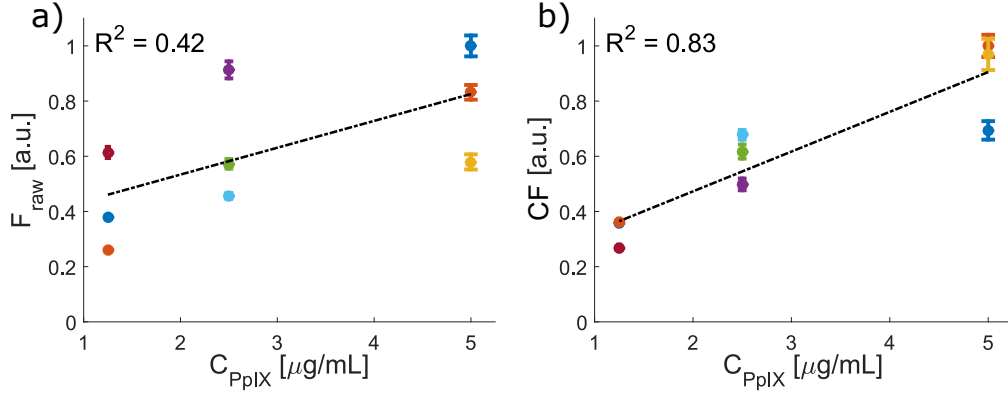 a)
R² = 0.42
1
0.8
0.6
0.4
0.2
0
1
2
3
4
5
F_raw [a.u.]
C_PpIX [μg/mL]
b)
R² = 0.83
1
0.8
0.6
0.4
0.2
0
1
2
3
4
5
CF [a.u.]
C_PpIX [μg/mL]